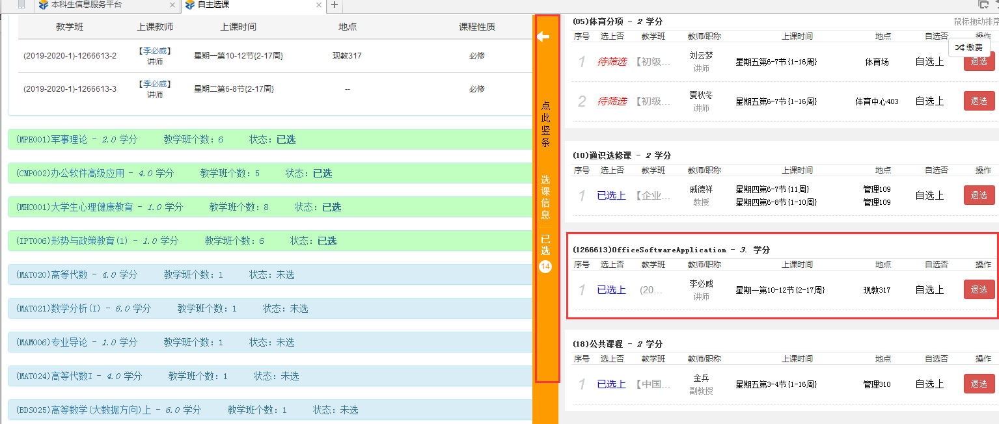 本科生信息服务平台 × 自主选课 × +
教学班 上课教师 上课时间 地点 课程性质
(2019-2020-1)-1266613-2 【李必威】 讲师 星期一第10-12节{2-17周} 现教317 必修
(2019-2020-1)-1266613-3 【李必威】 讲师 星期二第6-8节{2-17周} -- 必修
(MPE001)军事理论 - 2.0 学分 教学班个数：6 状态：已选
(CMP002)办公软件高级应用 - 4.0 学分 教学班个数：5 状态：已选
(MHC001)大学生心理健康教育 - 1.0 学分 教学班个数：8 状态：已选
(IPT006)形势与政策教育(1) - 1.0 学分 教学班个数：6 状态：已选
(MAT020)高等代数 - 4.0 学分 教学班个数：1 状态：未选
(MAT021)数学分析(I) - 6.0 学分 教学班个数：1 状态：未选
(MAM006)专业导论 - 1.0 学分 教学班个数：1 状态：未选
(MAT024)高等代数I - 4.0 学分 教学班个数：1 状态：未选
(BDS025)高等数学(大数据方向)上 - 6.0 学分 教学班个数：1 状态：未选
点此竖条
选课信息
已选
14
(05)体育分项 - 2 学分 鼠标拖动排序
序号 选上否 教学班 教师/职称 上课时间 地点 自选否 操作
缴费
1 待筛选 【初级... 刘云梦 讲师 星期五第6-7节{1-16周} 体育场 自选上 退选
2 待筛选 【初级... 夏秋冬 讲师 星期五第6-7节{1-16周} 体育中心403 自选上 退选
(10)通识选修课 - 2 学分
序号 选上否 教学班 教师/职称 上课时间 地点 自选否 操作
1 已选上 【企业... 戚德祥 教授 星期四第6-7节{11周} 管理109 自选上 退选
星期四第6-8节{1-10周} 管理109
(1266613)OfficeSoftwareApplication - 3. 学分
序号 选上否 教学班 教师/职称 上课时间 地点 自选否 操作
1 已选上 (20... 李必威 讲师 星期一第10-12节{2-17周} 现教317 自选上 退选
(18)公共课程 - 2 学分
序号 选上否 教学班 教师/职称 上课时间 地点 自选否 操作
1 已选上 【中国... 金兵 副教授 星期五第3-4节{1-16周} 管理310 自选上 退选